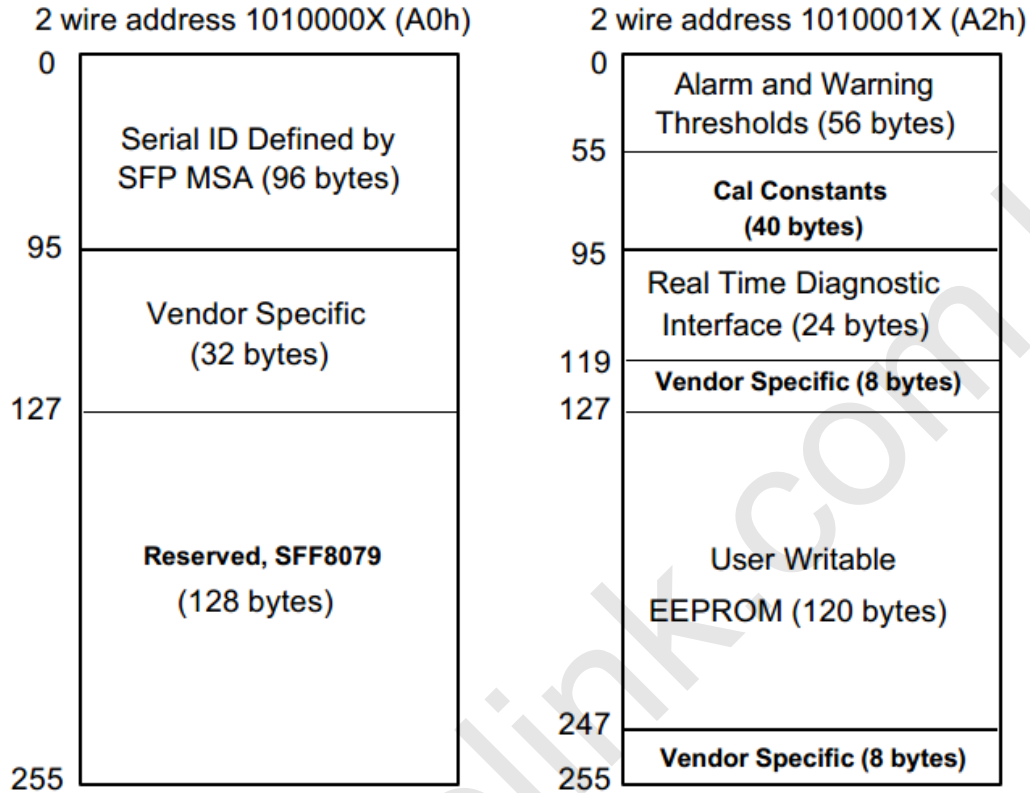 2 wire address 1010000X (A0h)
0
Serial ID Defined by
SFP MSA (96 bytes)
95
Vendor Specific
(32 bytes)
127
Reserved, SFF8079
(128 bytes)
255
2 wire address 1010001X (A2h)
0
Alarm and Warning
Thresholds (56 bytes)
55
Cal Constants
(40 bytes)
95
Real Time Diagnostic
Interface (24 bytes)
119
Vendor Specific (8 bytes)
127
User Writable
EEPROM (120 bytes)
247
Vendor Specific (8 bytes)
255
link.com